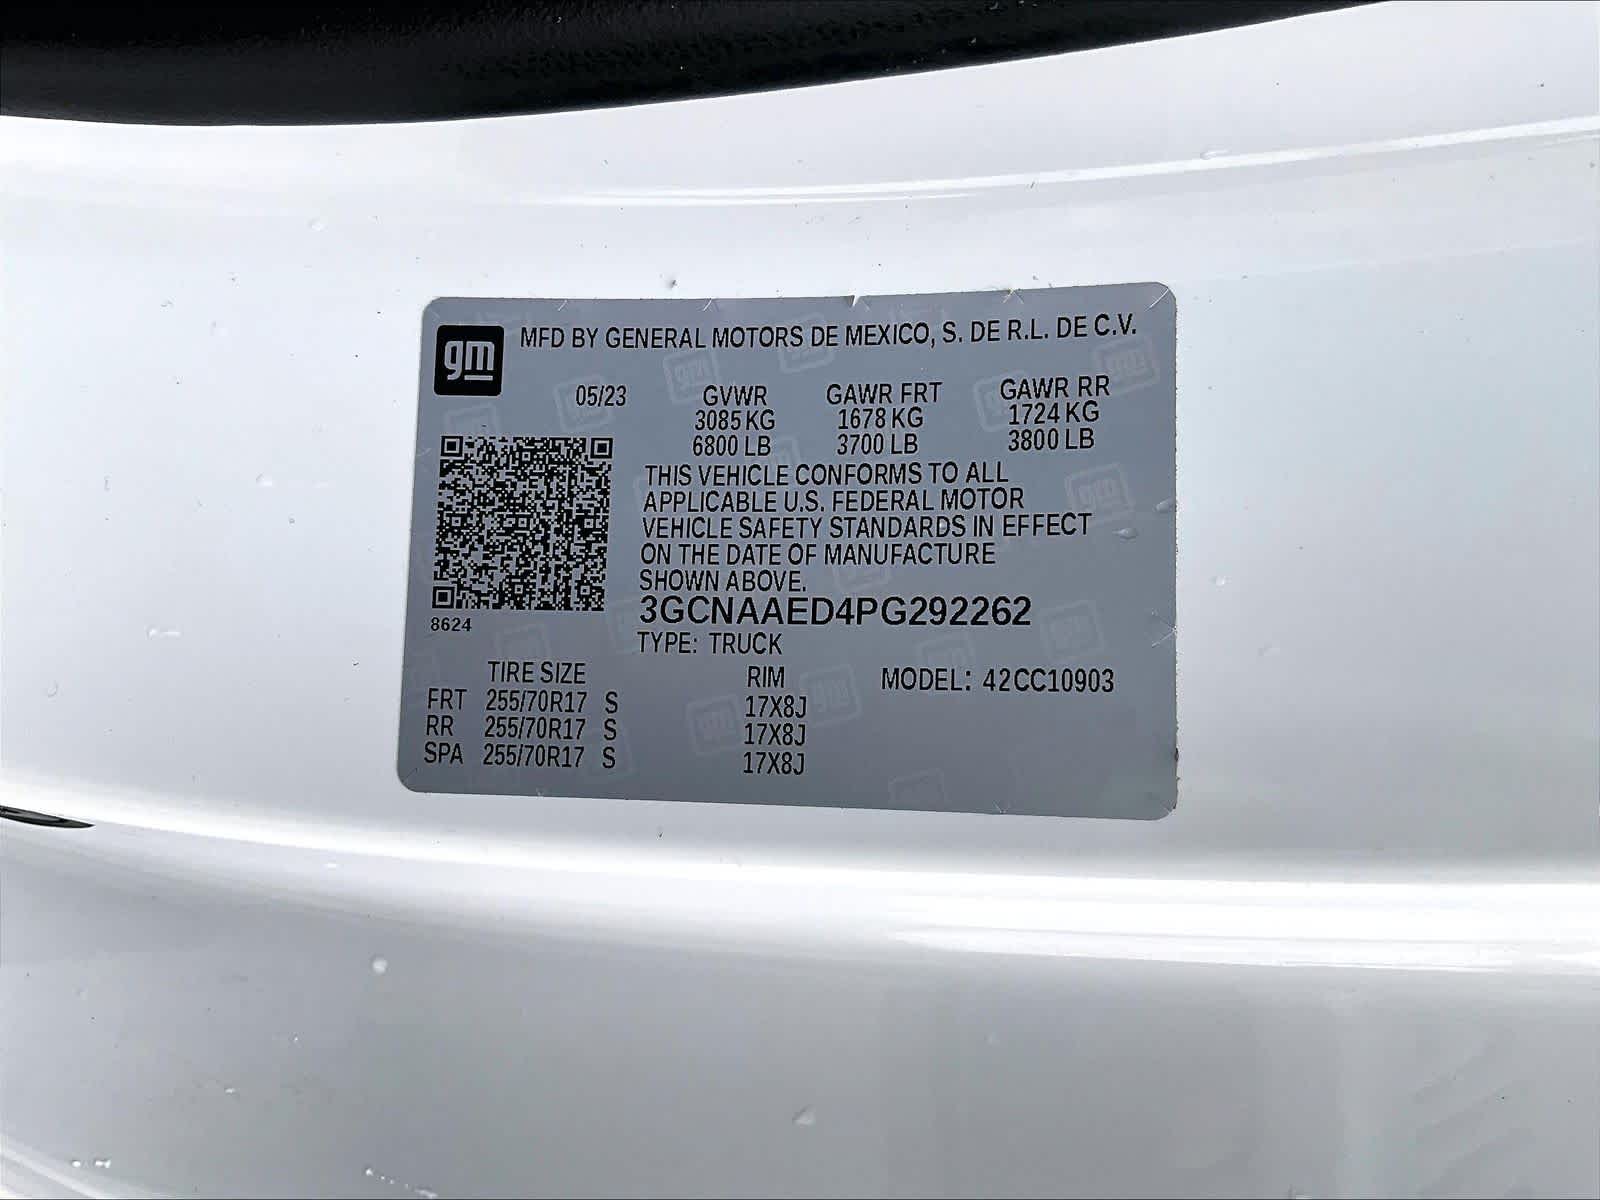 gm
MFD BY GENERAL MOTORS DE MEXICO, S. DE R.L. DE C.V.
05/23 GVWR GAWR FRT GAWR RR
3085 KG 1678 KG 1724 KG
6800 LB 3700 LB 3800 LB
THIS VEHICLE CONFORMS TO ALL
APPLICABLE U.S. FEDERAL MOTOR
VEHICLE SAFETY STANDARDS IN EFFECT
ON THE DATE OF MANUFACTURE
SHOWN ABOVE.
3GCNAAED4PG292262
8624
TYPE: TRUCK
TIRE SIZE RIM MODEL: 42CC10903
FRT 255/70R17 S 17X8J
RR 255/70R17 S 17X8J
SPA 255/70R17 S 17X8J